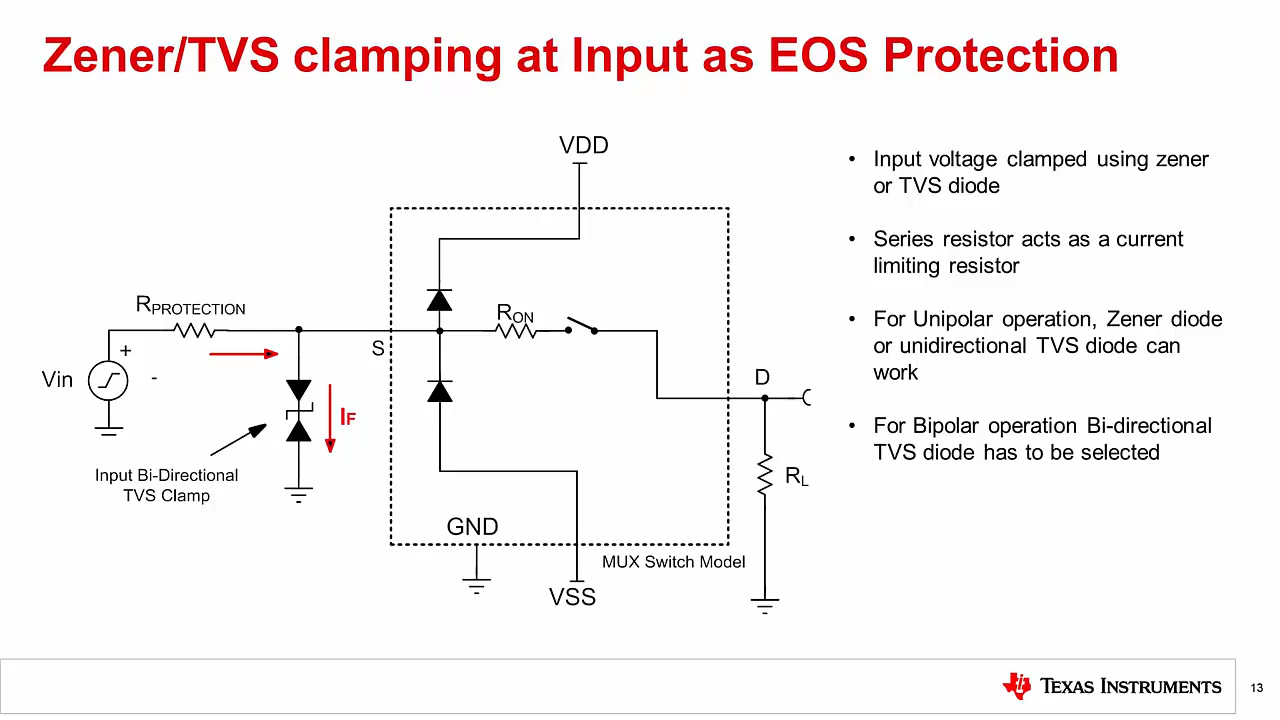 Zener/TVS clamping at Input as EOS Protection
VDD
RPROTECTION
+
-
Vin
S
RON
IF
D
RL
Input Bi-Directional
TVS Clamp
GND
MUX Switch Model
VSS
• Input voltage clamped using zener
or TVS diode
• Series resistor acts as a current
limiting resistor
• For Unipolar operation, Zener diode
or unidirectional TVS diode can
work
• For Bipolar operation Bi-directional
TVS diode has to be selected
TEXAS INSTRUMENTS
13